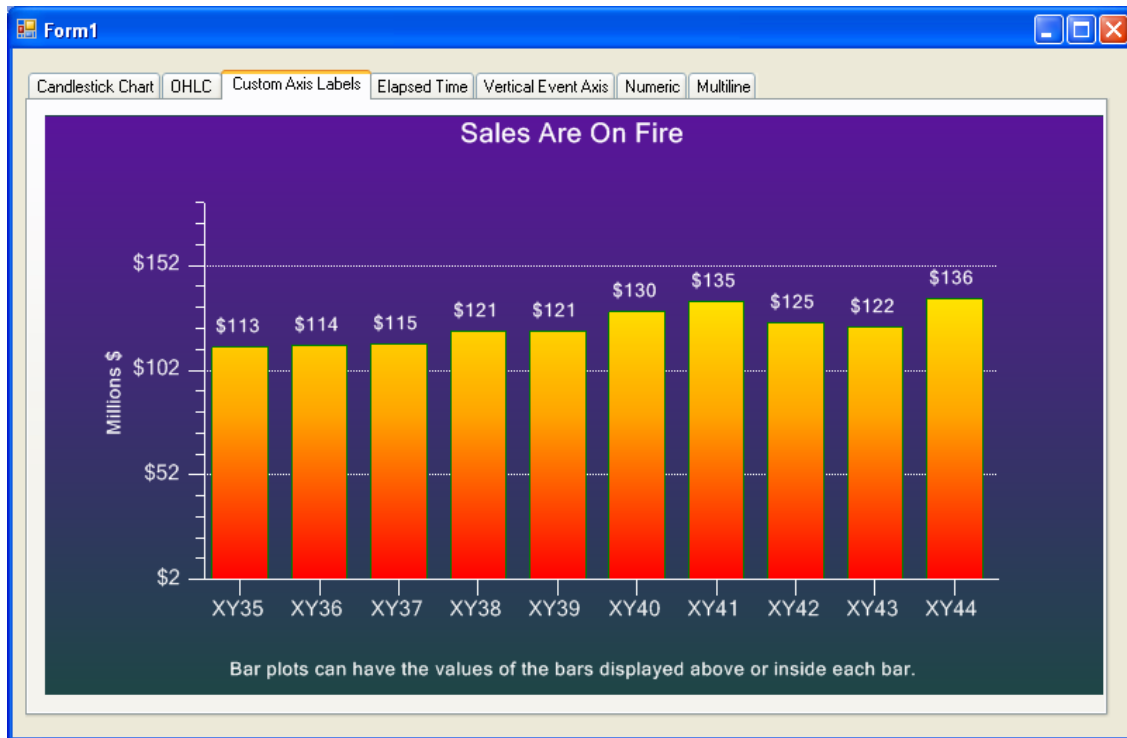 Form1
Candlestick Chart OHLC Custom Axis Labels Elapsed Time Vertical Event Axis Numeric Multiline
Sales Are On Fire
$152
$113 $114 $115 $121 $121 $130 $135 $125 $122 $136
$102
Millions $
$52
$2
XY35 XY36 XY37 XY38 XY39 XY40 XY41 XY42 XY43 XY44
Bar plots can have the values of the bars displayed above or inside each bar.